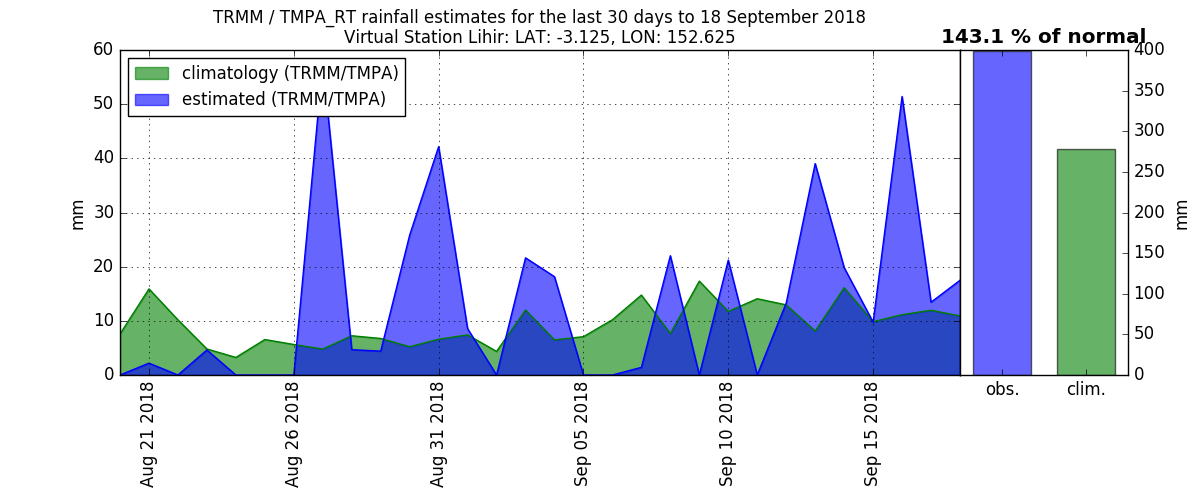 TRMM / TMPA_RT rainfall estimates for the last 30 days to 18 September 2018
Virtual Station Lihir: LAT: -3.125, LON: 152.625
143.1 % of normal
climatology (TRMM/TMPA)
estimated (TRMM/TMPA)
60
50
40
30
20
10
0
mm
Aug 21 2018
Aug 26 2018
Aug 31 2018
Sep 05 2018
Sep 10 2018
Sep 15 2018
obs.
clim.
400
350
300
250
200
150
100
50
0
mm